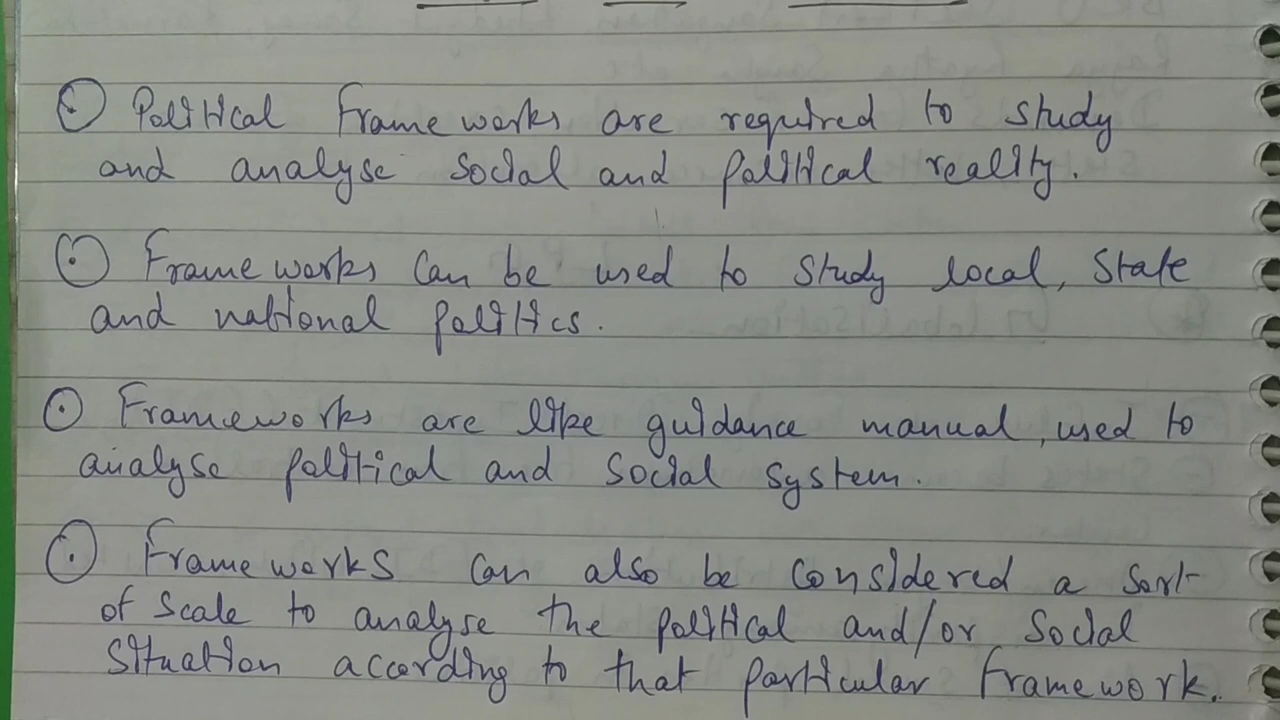 Political Frameworks are required to study
and analyse social and political reality.
Frameworks can be used to study local, state
and national politics.
Frameworks are like guidance manual, used to
analyse political and social system.
Frameworks can also be considered a sort
of scale to analyse the political and/or social
situation according to that particular framework.